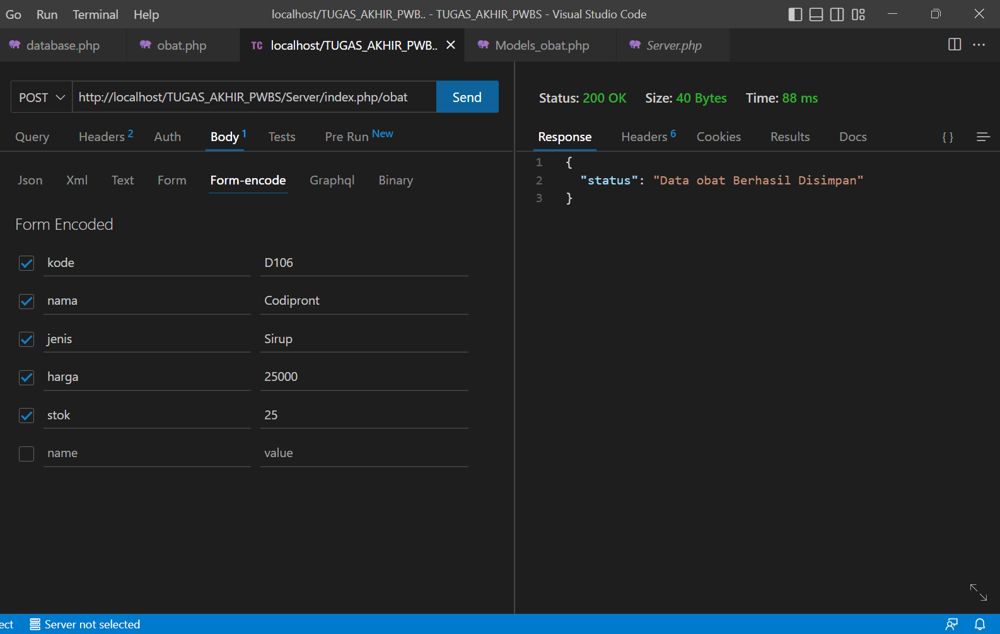 Go Run Terminal Help localhost/TUGAS_AKHIR_PWB.. - TUGAS_AKHIR_PWBS - Visual Studio Code
database.php obat.php TC localhost/TUGAS_AKHIR_PWB.. Models_obat.php Server.php
POST http://localhost/TUGAS_AKHIR_PWBS/Server/index.php/obat Send
Status: 200 OK Size: 40 Bytes Time: 88 ms
Query Headers 2 Auth Body 1 Tests Pre Run New
Response Headers 6 Cookies Results Docs { }
Json Xml Text Form Form-encode Graphql Binary
1 {
2 "status": "Data obat Berhasil Disimpan"
3 }
Form Encoded
kode D106
nama Codipront
jenis Sirup
harga 25000
stok 25
name value
ect Server not selected